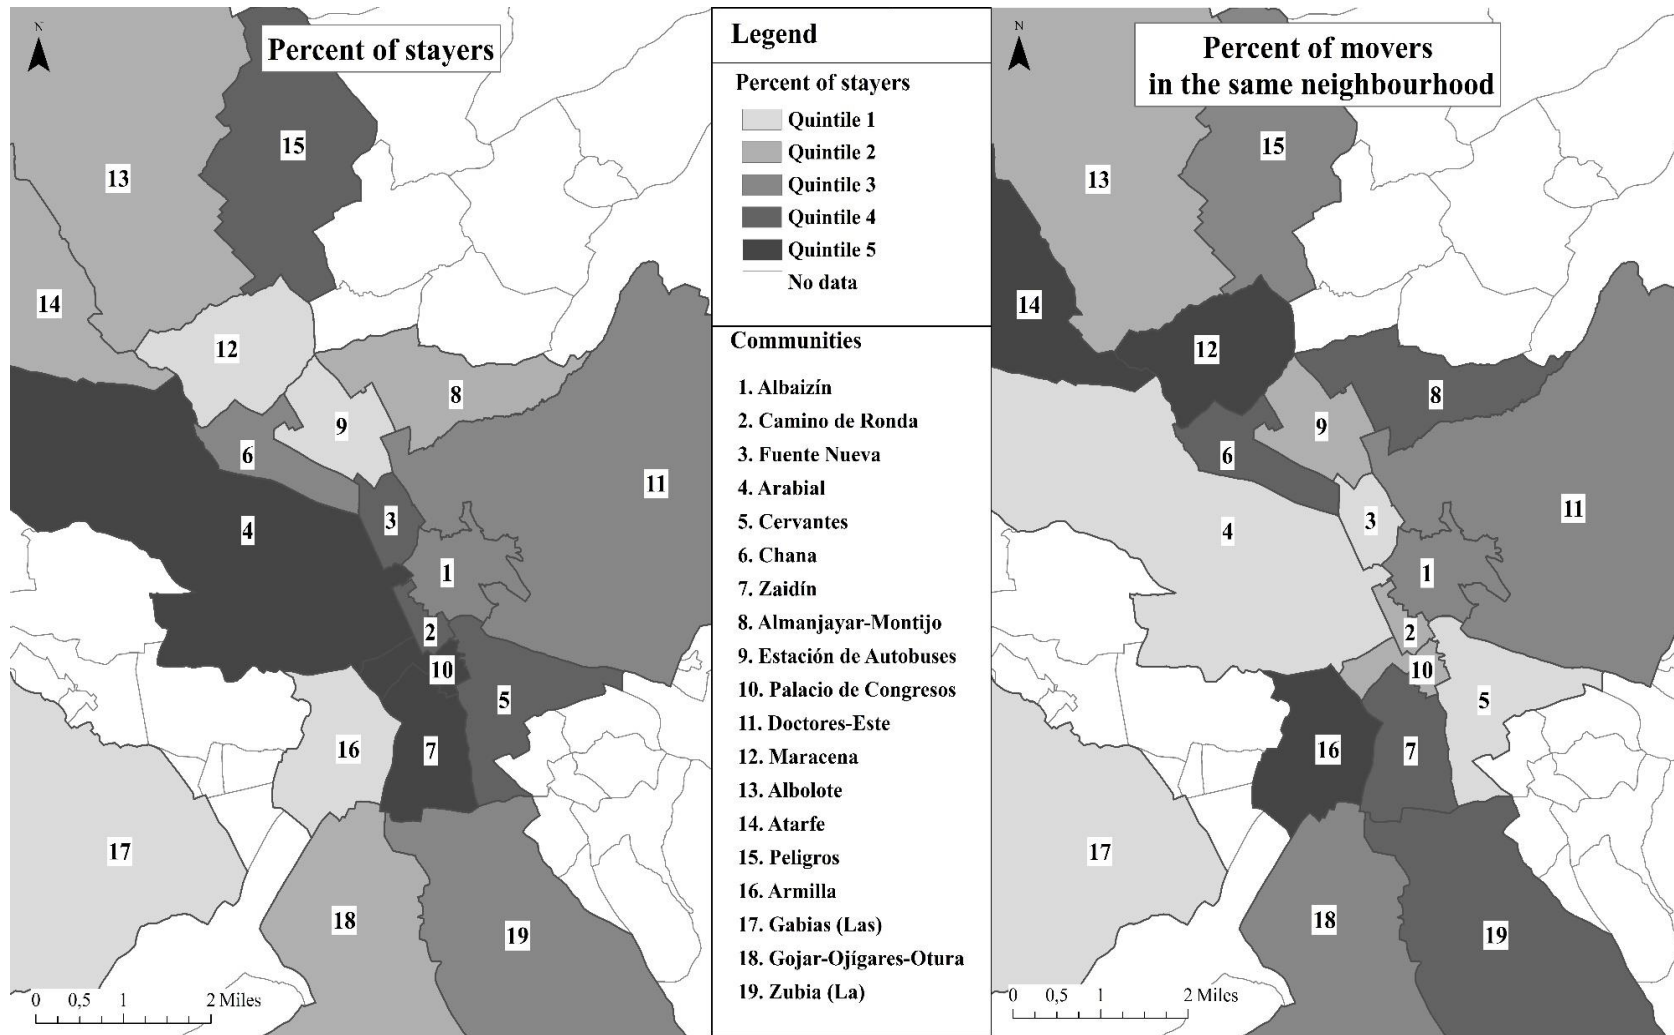 N
Percent of stayers
15
13
14
12
8
9
6
11
4
3
1
2
10
5
16
7
17
18
19
0 0,5 1 2 Miles
Legend
Percent of stayers
Quintile 1
Quintile 2
Quintile 3
Quintile 4
Quintile 5
No data
Communities
1. Albaizín
2. Camino de Ronda
3. Fuente Nueva
4. Arabial
5. Cervantes
6. Chana
7. Zaidín
8. Almanjayar-Montijo
9. Estación de Autobuses
10. Palacio de Congresos
11. Doctores-Este
12. Maracena
13. Albolote
14. Atarfe
15. Peligros
16. Armilla
17. Gabias (Las)
18. Gojar-Ojígares-Otura
19. Zubia (La)
N
Percent of movers
in the same neighbourhood
15
13
14
12
8
9
6
11
3
4
1
2
10
5
16
7
17
18
19
0 0,5 1 2 Miles